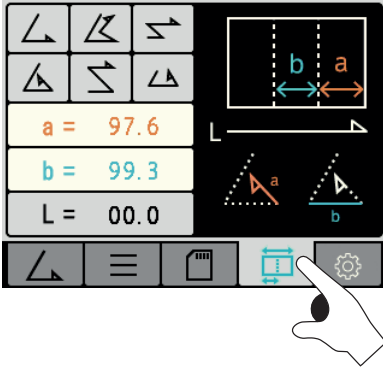 b a
a = 97.6
b = 99.3
L = 00.0
L
a
b